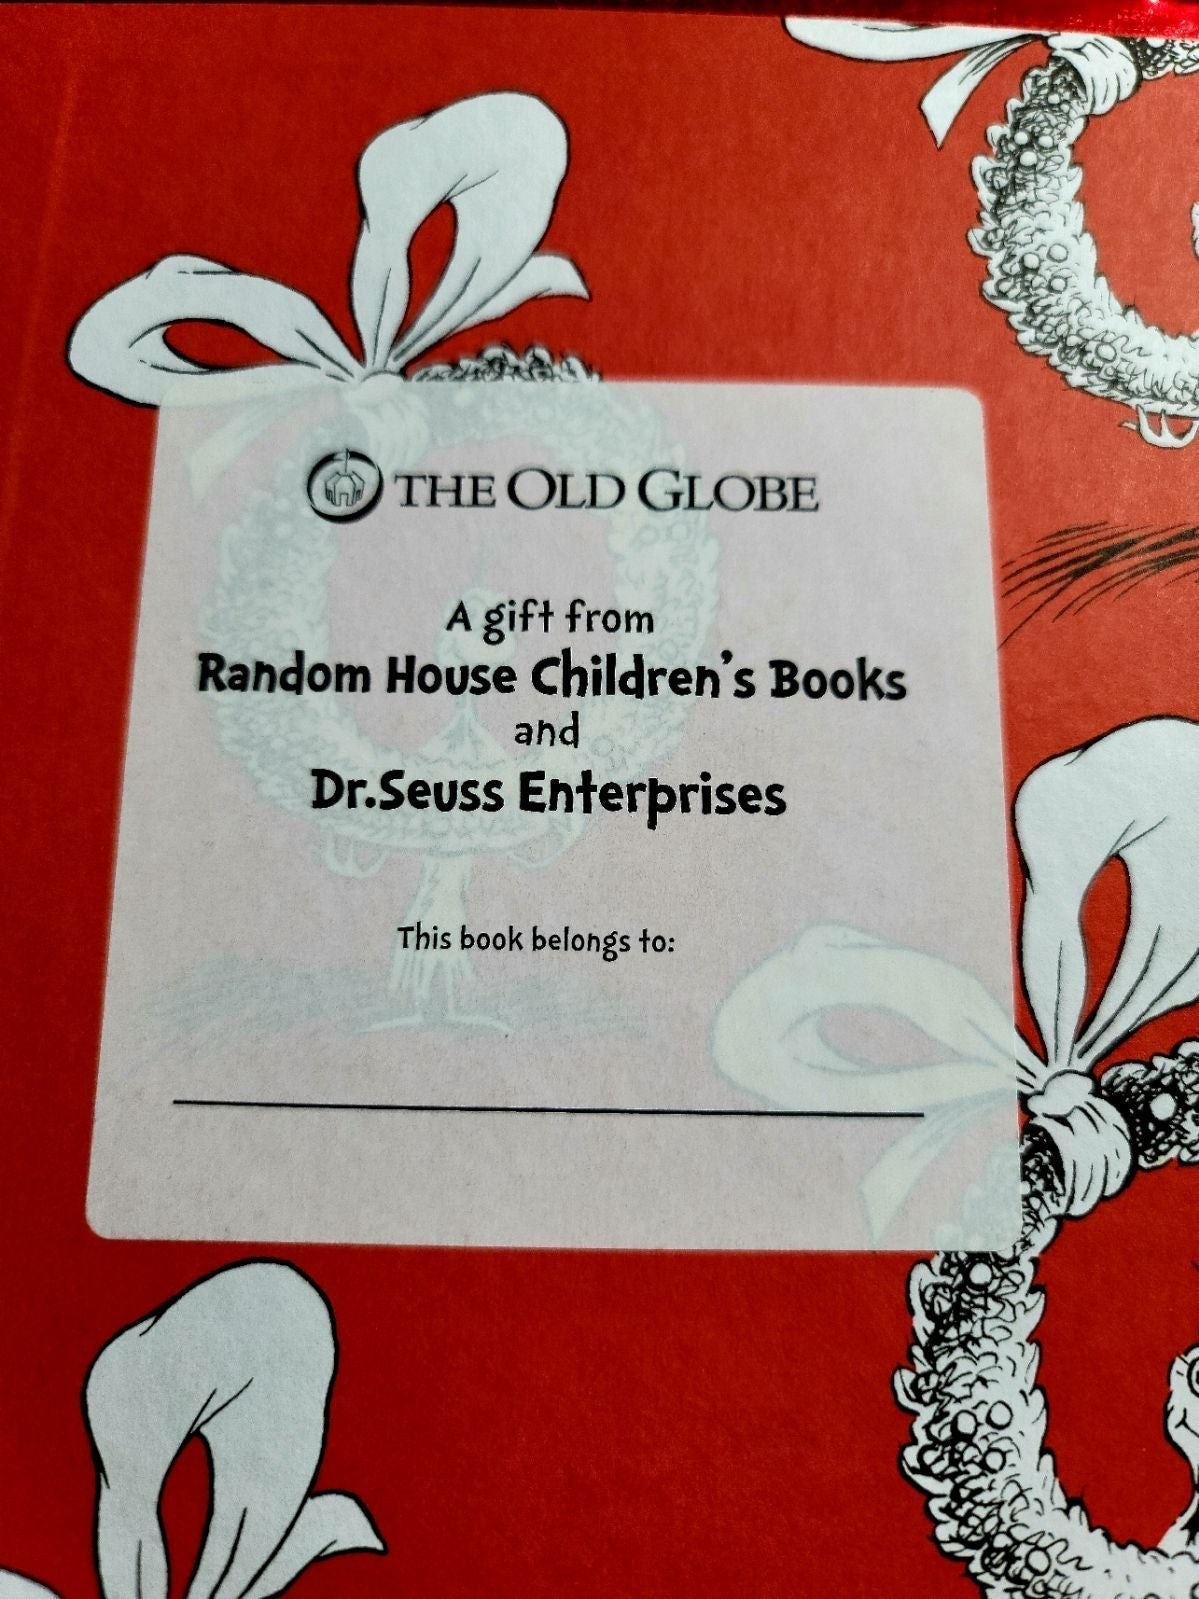 THE OLD GLOBE
A gift from
Random House Children's Books
and
Dr.Seuss Enterprises
This book belongs to: